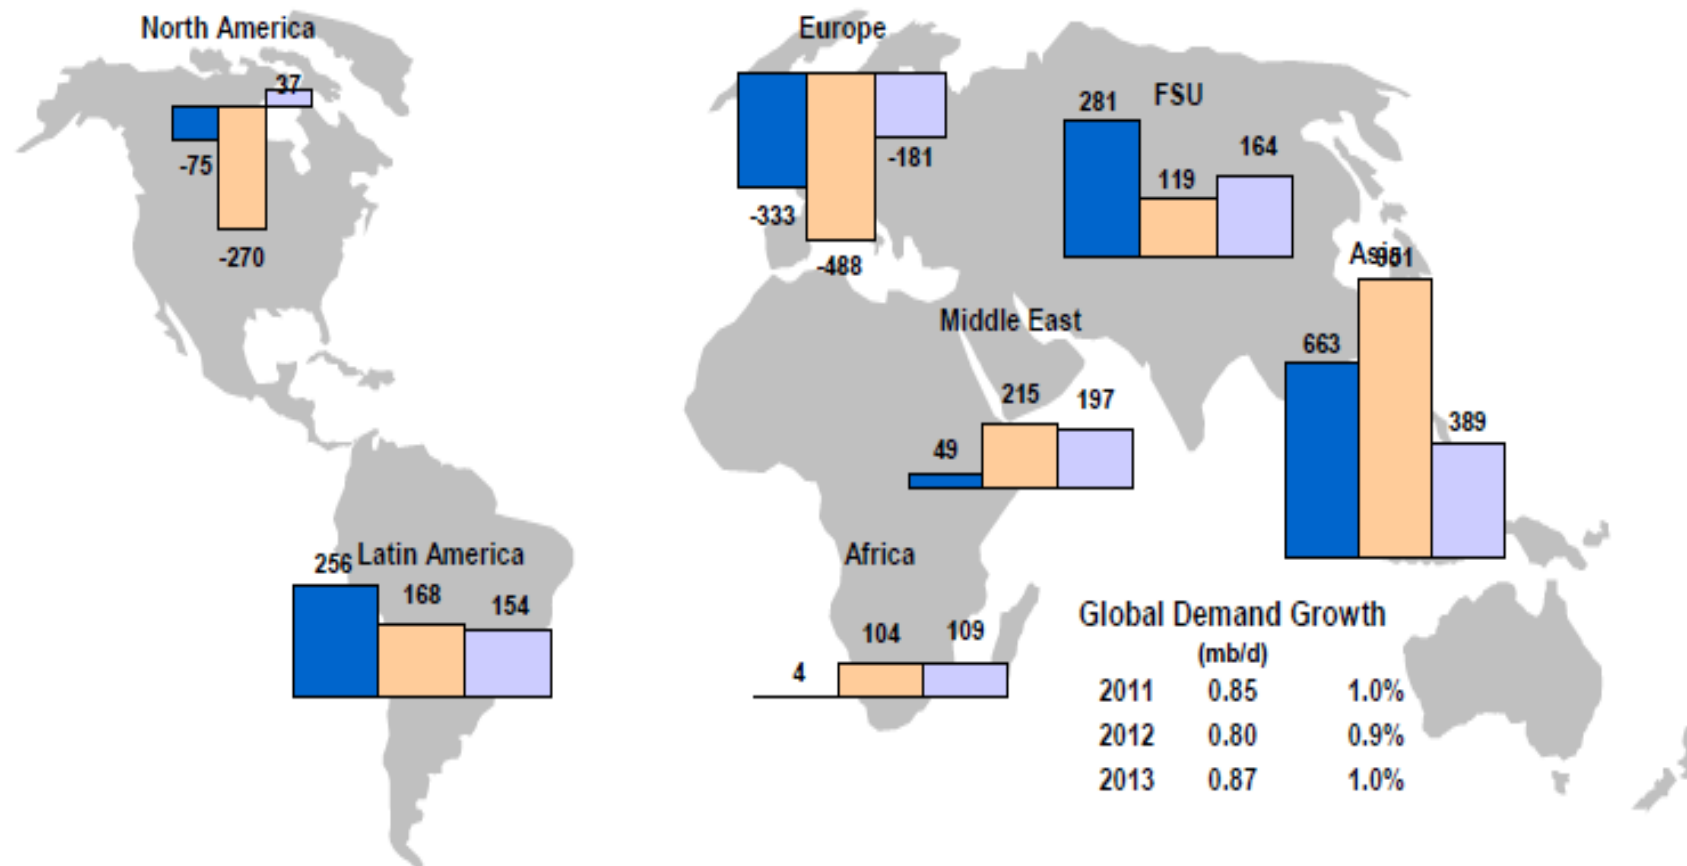 North America
37
-75
-270
Europe
-333
-488
-181
FSU
281
119
164
Asia
951
663
389
Middle East
49
215
197
Latin America
256
168
154
Africa
4
104
109
Global Demand Growth
(mb/d)
2011 0.85 1.0%
2012 0.80 0.9%
2013 0.87 1.0%